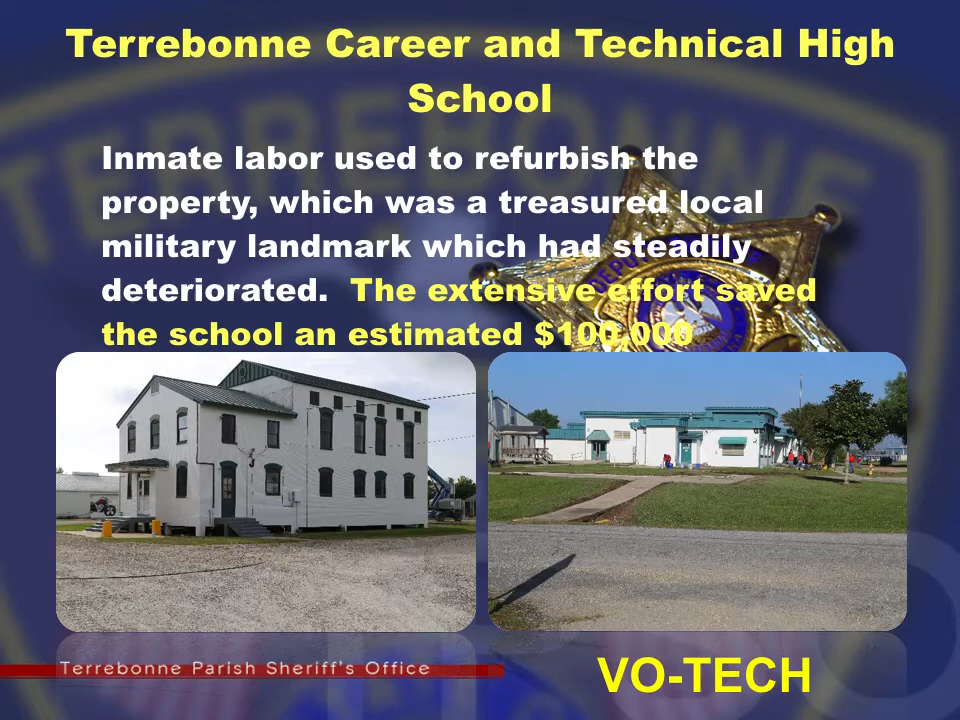 Terrebonne Career and Technical High
School
Inmate labor used to refurbish the
property, which was a treasured local
military landmark which had steadily
deteriorated.  The extensive effort saved
the school an estimated $100,000
TERREBONNE
DEPU
Terrebonne Parish Sheriff's Office
VO-TECH